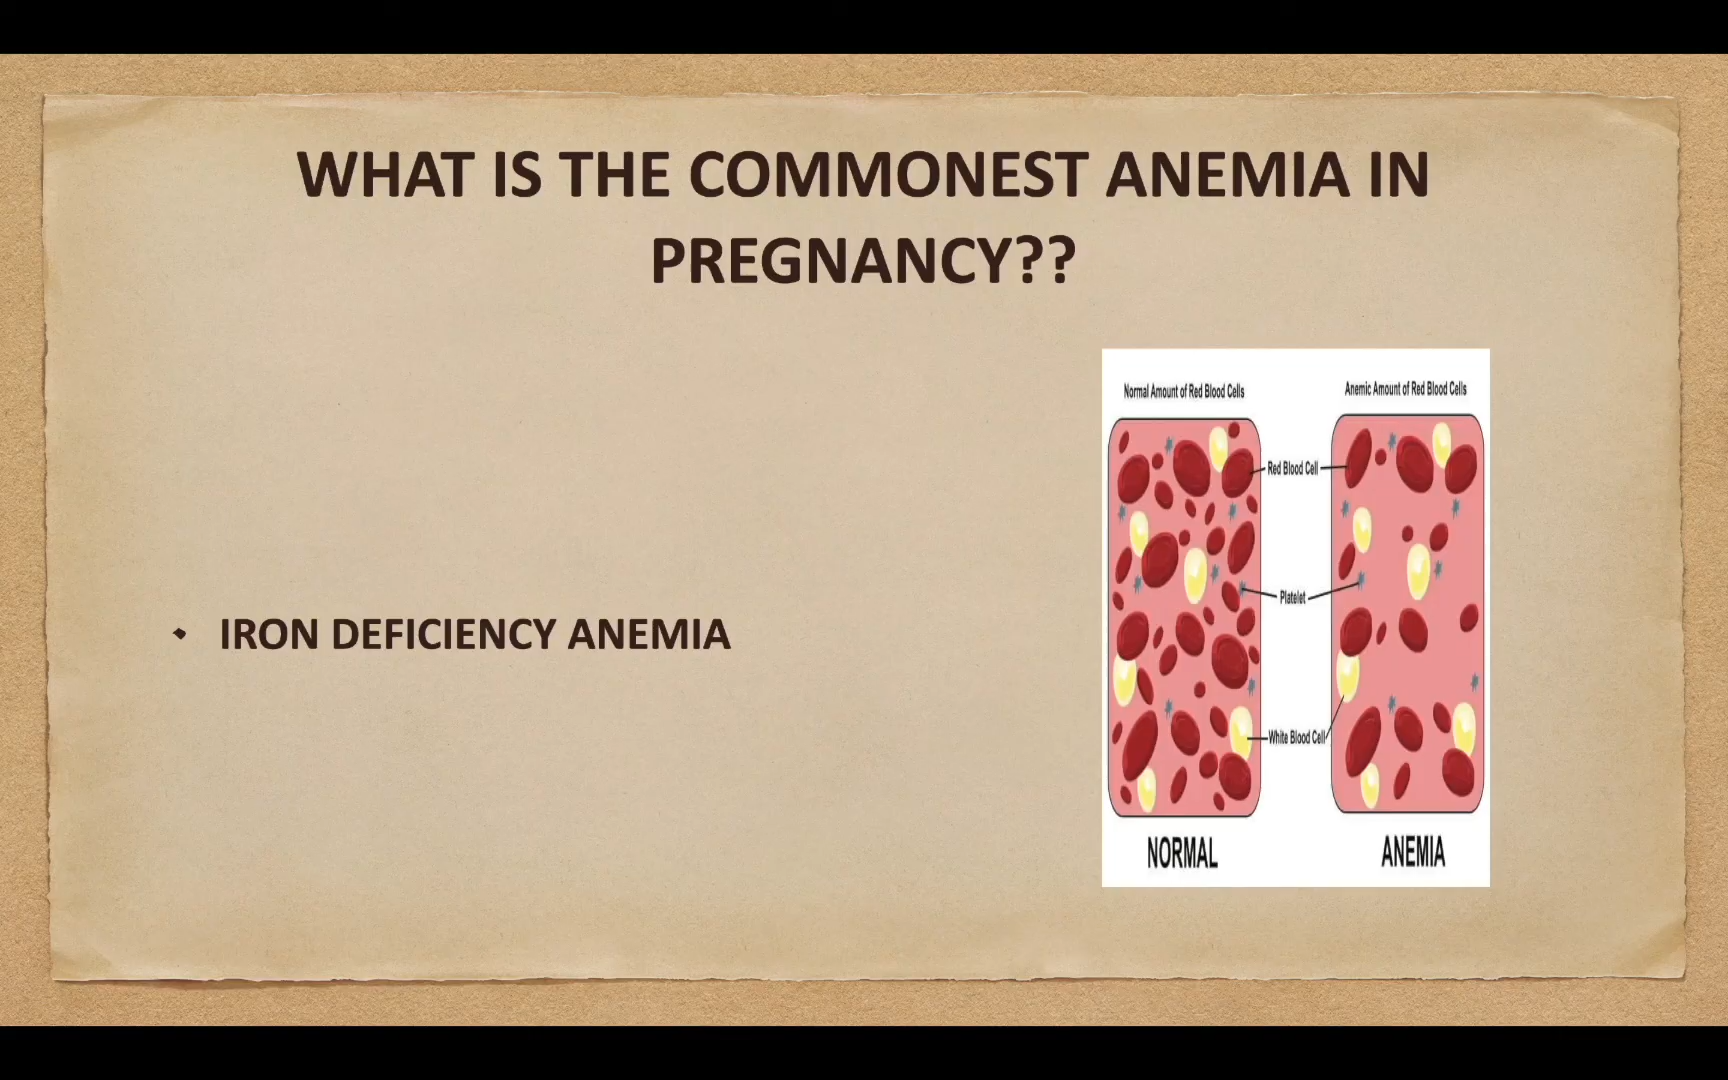 WHAT IS THE COMMONEST ANEMIA IN
PREGNANCY??
• IRON DEFICIENCY ANEMIA
Normal Amount of Red Blood Cells
Anemic Amount of Red Blood Cells
Red Blood Cell
Platelet
White Blood Cell
NORMAL
ANEMIA